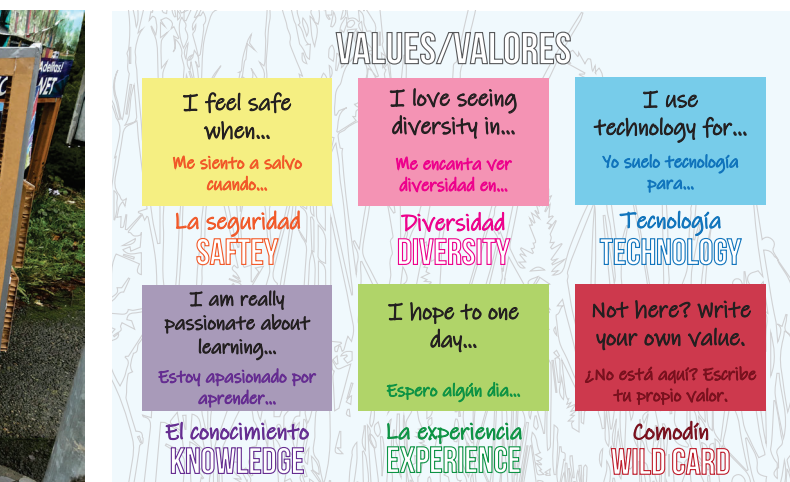 Adelitas!
NET
C
VALUES/VALORES
I feel safe
when...
Me siento a salvo
cuando...
La seguridad
SAFTEY
I love seeing
diversity in...
Me encanta ver
diversidad en...
Diversidad
DIVERSITY
I use
technology for...
Yo suelo tecnología
para...
Tecnología
TECHNOLOGY
I am really
passionate about
learning...
Estoy apasionado por
aprender...
El conocimiento
KNOWLEDGE
I hope to one
day...
Espero algún dia...
La experiencia
EXPERIENCE
Not here? Write
your own value.
¿No está aquí? Escribe
tu propio valor.
Comodín
WILD CARD